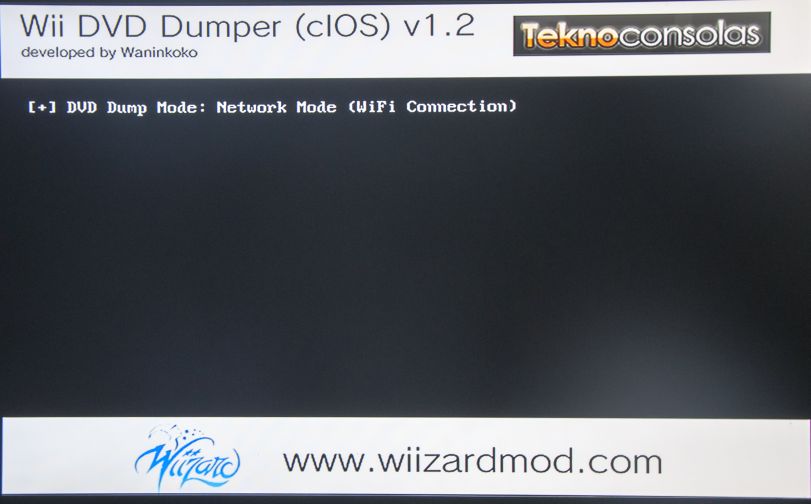 Wii DVD Dumper (cIOS) v1.2
developed by Waninkoko
Teknoconsolas
[+] DVD Dump Mode: Network Mode (WiFi Connection)
Wiizard
www.wiizardmod.com